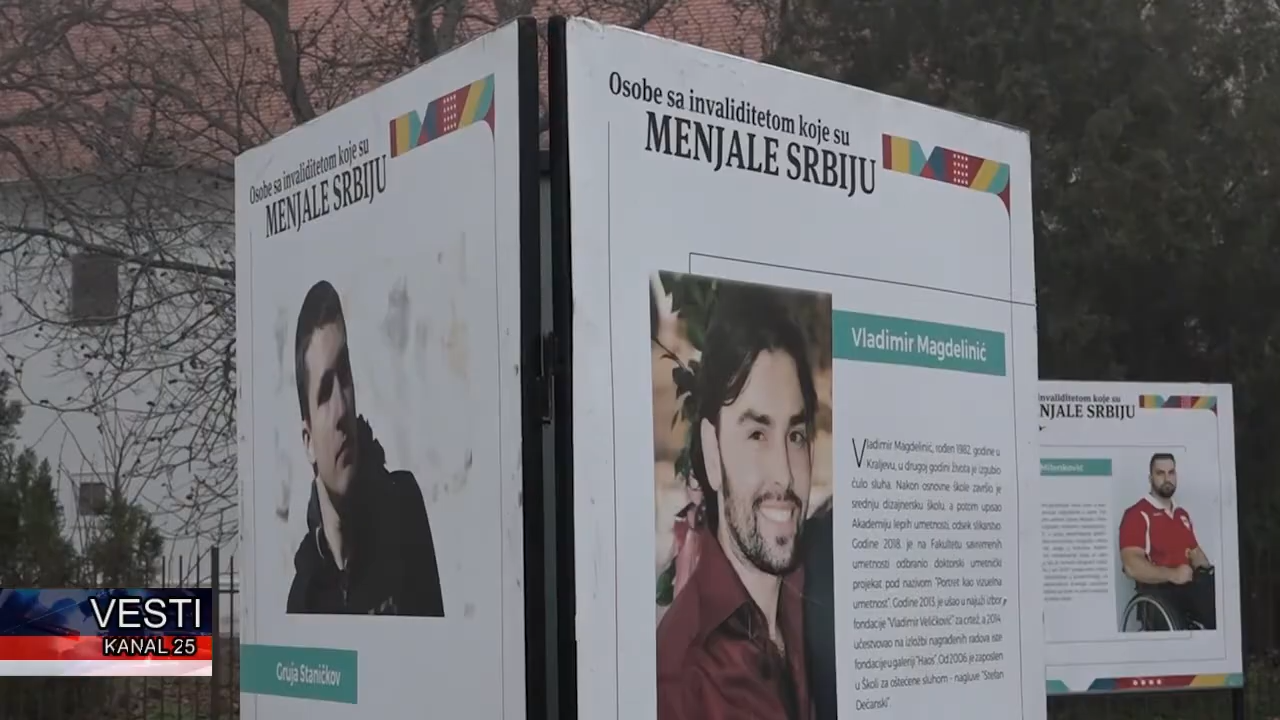 Osobe sa invaliditetom koje su
MENJALE SRBIJU
Gruja Staničkov
Osobe sa invaliditetom koje su
MENJALE SRBIJU
Vladimir Magdelinić
Vladimir Magdelinić, rođen 1982. godine u
Kraljevu, u drugoj godini života je izgubio
čulo sluha. Nakon osnovne škole završio je
srednju dizajnersku školu, a potom upisao
Akademiju lepih umetnosti, odsek slikarstvo.
Godine 2018. je na Fakultetu savremenih
umetnosti odbranio doktorski umetnički
projekat pod nazivom "Portret kao vizuelna
umetnost". Godine 2013. je ušao u najuži izbor
fondacije "Vladimir Veličković" za crtež, a 2014.
učestvovao na izložbi nagrađenih radova iste
fondacije u galeriji "Haos". Od 2006. je zaposlen
u Školi za oštećene sluhom - nagluve "Stefan
Dečanski".
invaliditetom koje su
NJALE SRBIJU
VESTI
KANAL 25